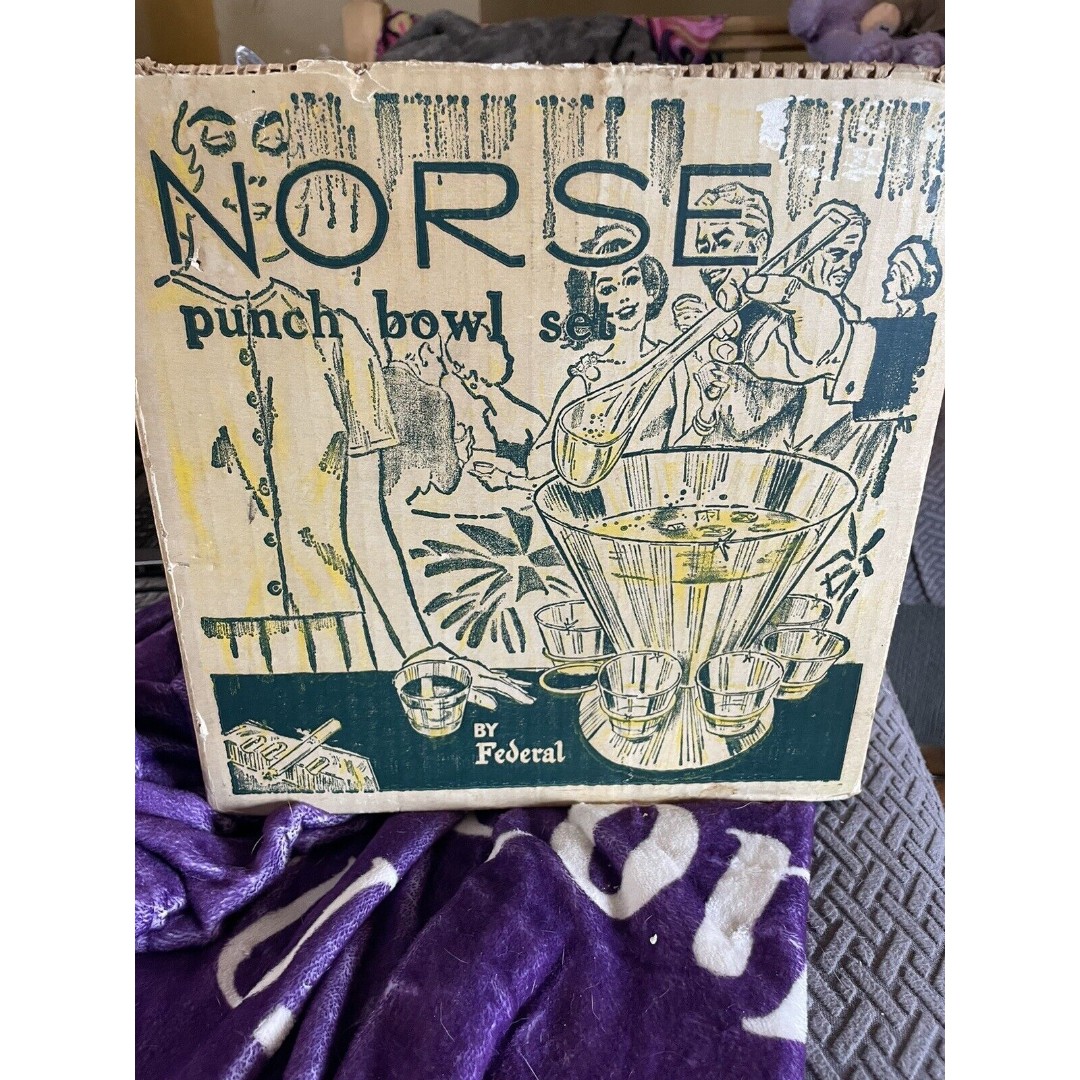 NORSE
punch bowl set
BY
Federal